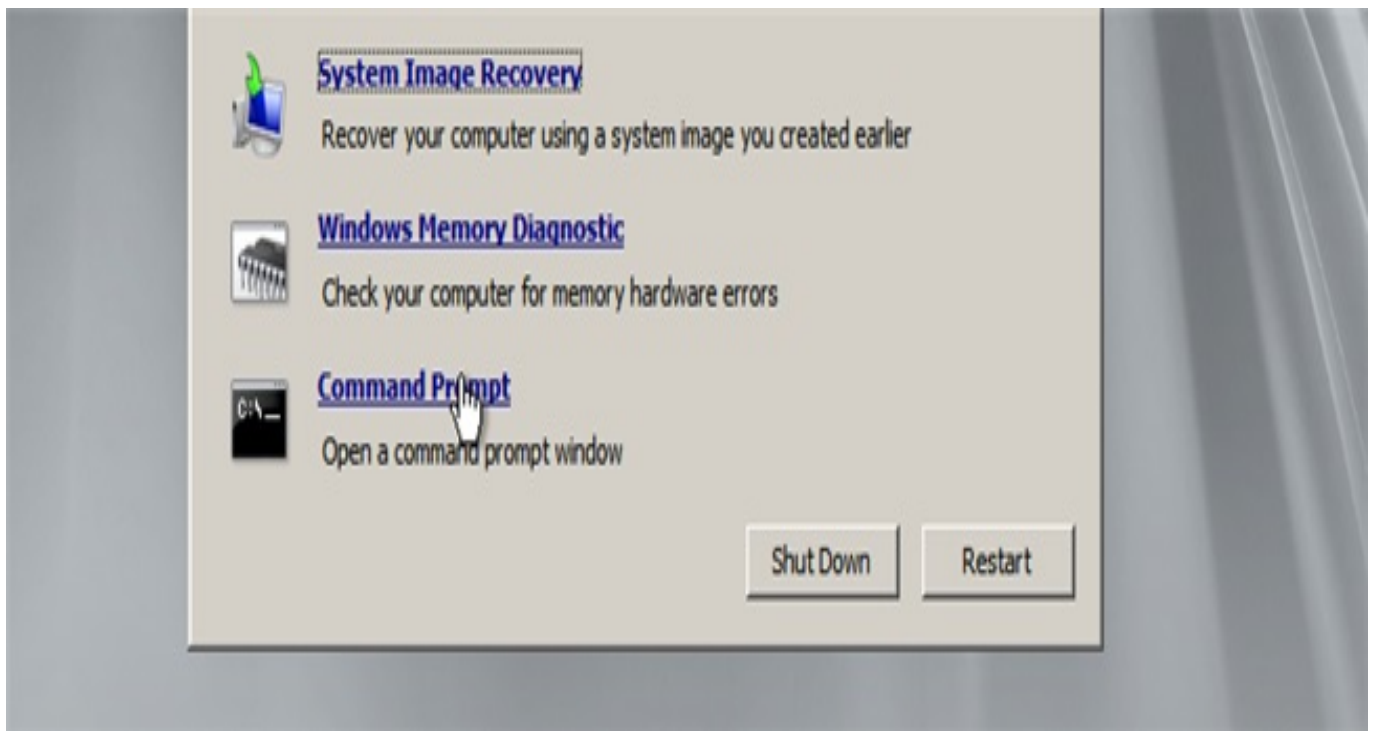 System Image Recovery
Recover your computer using a system image you created earlier
Windows Memory Diagnostic
Check your computer for memory hardware errors
Command Prompt
C:\_
Open a command prompt window
Shut Down
Restart